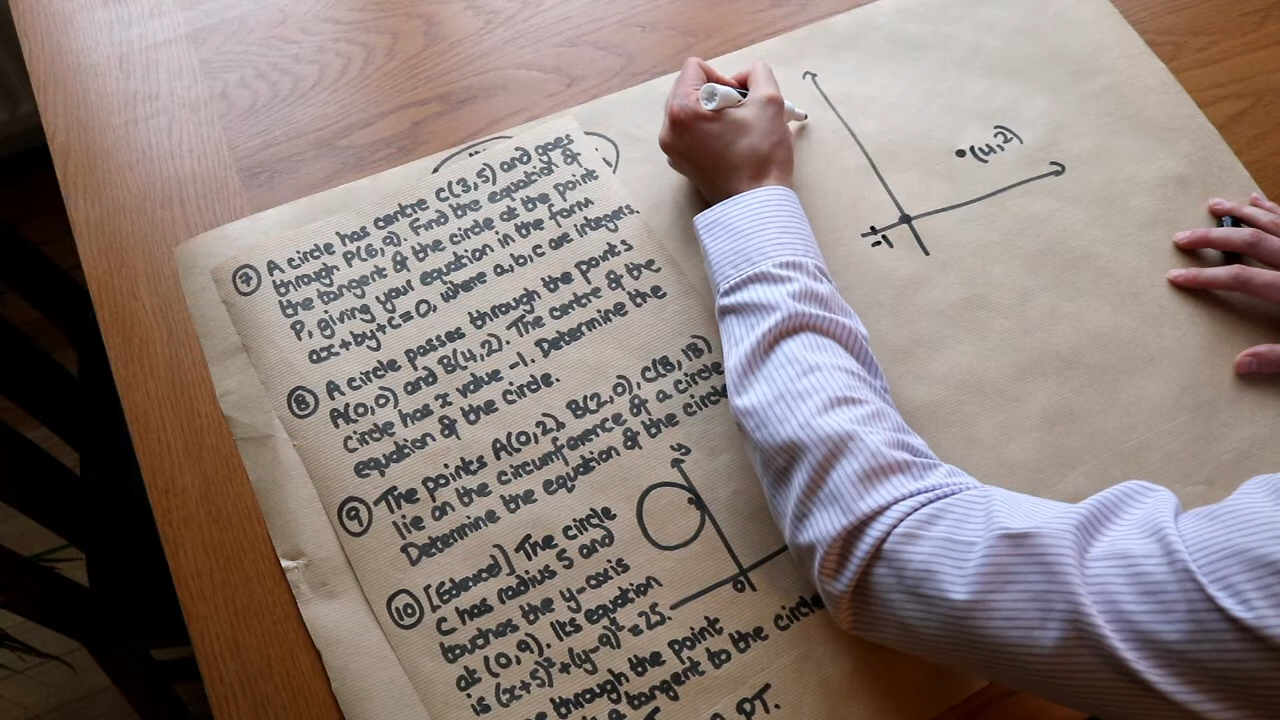 7 A circle has centre C(3,5) and goes
through P(6,9). Find the equation of
the tangent of the circle at the point
P, giving your equation in the form
ax+by+c=0, where a,b,c are integers.
8 A circle passes through the points
A(0,0) and B(4,2). The centre of the
circle has x value -1. Determine the
equation of the circle.
9 The points A(0,2), B(2,0), C(8,18)
lie on the circumference of a circle
Determine the equation of the circle
10 [Edexcel] The circle
C has radius 5 and
touches the y-axis
at (0,9). Its equation
is (x+5)²+(y-9)²=25.
through the point
a tangent to the circle
PT.
0
(4,2)
-1